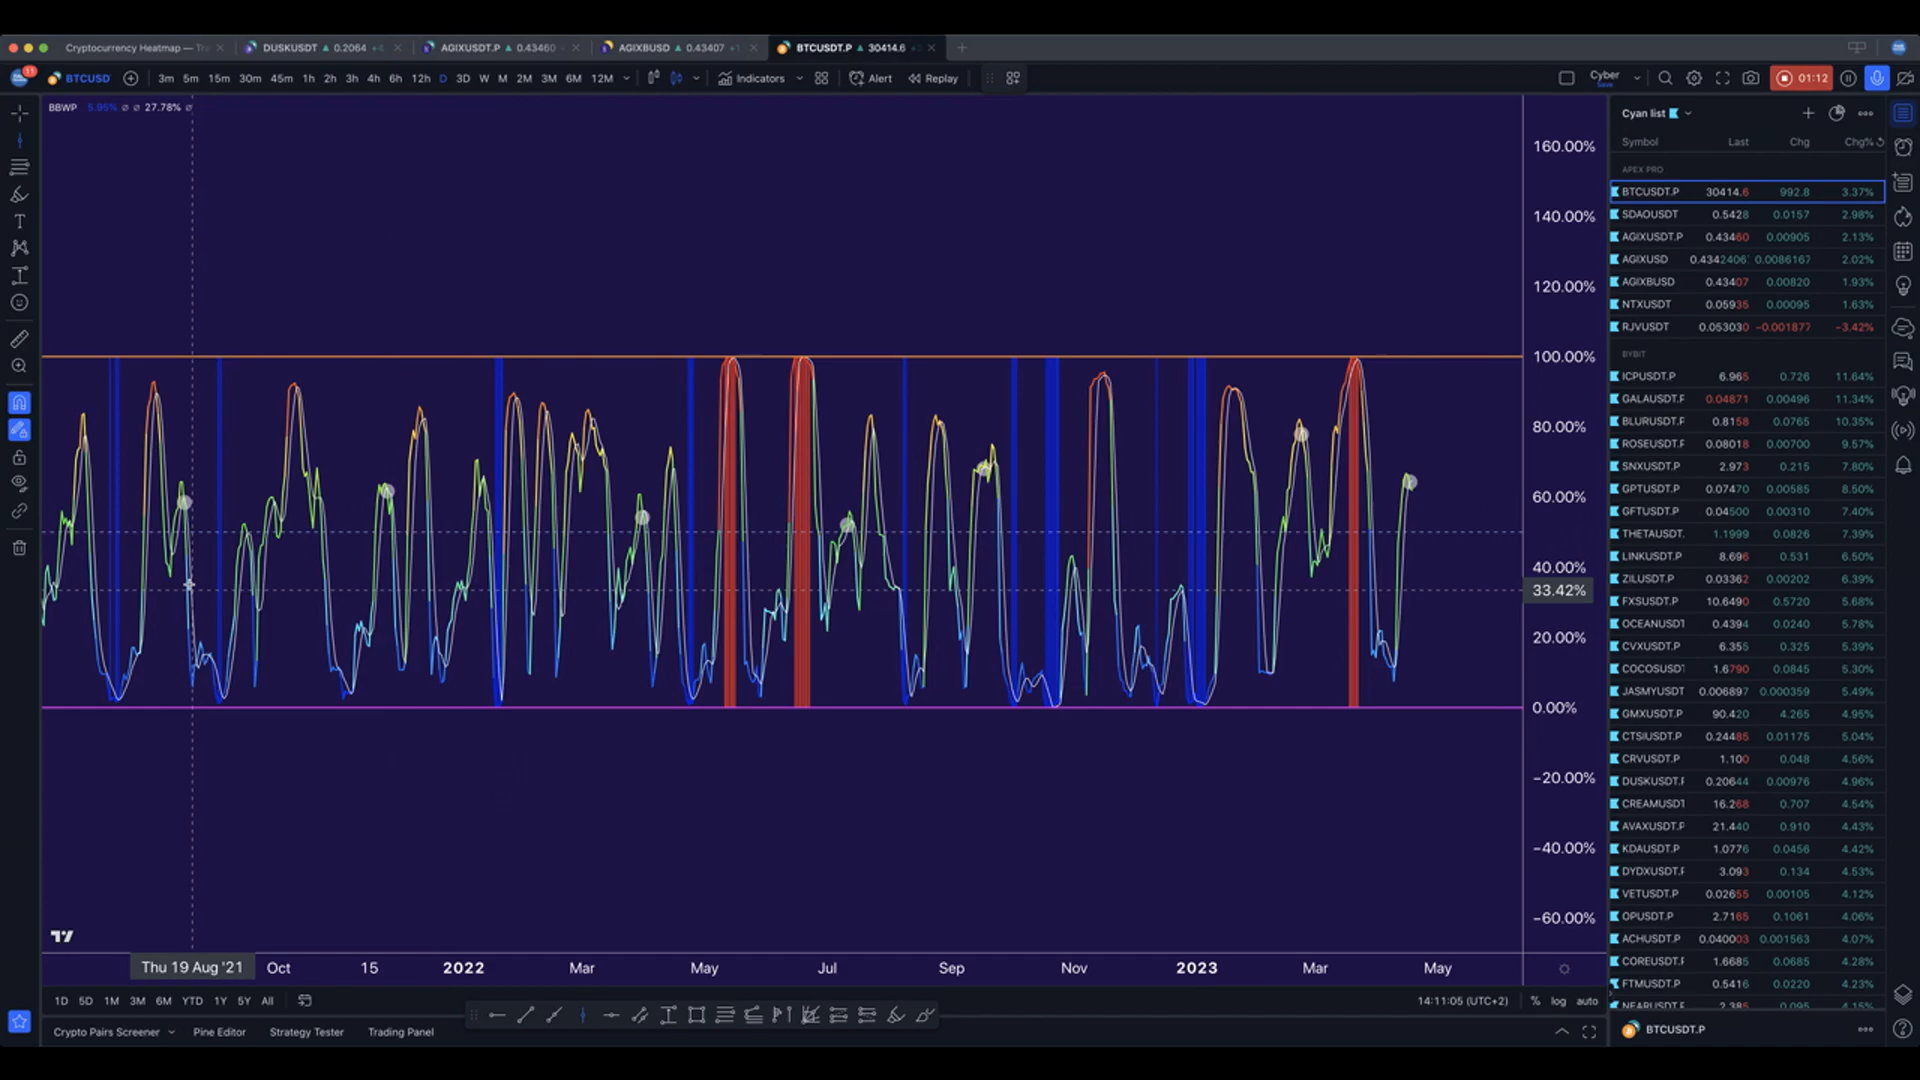 Cryptocurrency Heatmap — Tra
DUSKUSDT ▲ 0.2064
AGIXUSDT.P ▲ 0.43460
AGIXBUSD ▲ 0.43407
BTCUSDT.P ▲ 30414.6
11 BTCUSD 3m 5m 15m 30m 45m 1h 2h 3h 4h 6h 12h D 3D W M 2M 3M 6M 12M Indicators Alert Replay Cyber Save 01:12
BBWP 5.95% ∅ ∅ 27.78% ∅
160.00%
140.00%
120.00%
100.00%
80.00%
60.00%
40.00%
33.42%
20.00%
0.00%
−20.00%
−40.00%
−60.00%
Thu 19 Aug '21 Oct 15 2022 Mar May Jul Sep Nov 2023 Mar May
1D 5D 1M 3M 6M YTD 1Y 5Y All
14:11:05 (UTC+2) % log auto
Crypto Pairs Screener Pine Editor Strategy Tester Trading Panel
Cyan list
Symbol Last Chg Chg%
APEX PRO
BTCUSDT.P 30414.6 992.8 3.37%
SDAOUSDT 0.5428 0.0157 2.98%
AGIXUSDT.P 0.43460 0.00905 2.13%
AGIXUSD 0.4342406 0.0086167 2.02%
AGIXBUSD 0.43407 0.00820 1.93%
NTXUSDT 0.05935 0.00095 1.63%
RJVUSDT 0.053030 −0.001877 −3.42%
BYBIT
ICPUSDT.P 6.965 0.726 11.64%
GALAUSDT.P 0.04871 0.00496 11.34%
BLURUSDT.P 0.8158 0.0765 10.35%
ROSEUSDT.P 0.08018 0.00700 9.57%
SNXUSDT.P 2.973 0.215 7.80%
GPTUSDT.P 0.07470 0.00585 8.50%
GFTUSDT.P 0.04500 0.00310 7.40%
THETAUSDT. 1.1999 0.0826 7.39%
LINKUSDT.P 8.696 0.531 6.50%
ZILUSDT.P 0.03362 0.00202 6.39%
FXSUSDT.P 10.6490 0.5720 5.68%
OCEANUSDT 0.4394 0.0240 5.78%
CVXUSDT.P 6.355 0.325 5.39%
COCOSUSDT 1.6790 0.0845 5.30%
JASMYUSDT 0.006897 0.000359 5.49%
GMXUSDT.P 90.420 4.265 4.95%
CTSIUSDT.P 0.24485 0.01175 5.04%
CRVUSDT.P 1.100 0.048 4.56%
DUSKUSDT.P 0.20644 0.00976 4.96%
CREAMUSDT 16.268 0.707 4.54%
AVAXUSDT.P 21.440 0.910 4.43%
KDAUSDT.P 1.0776 0.0456 4.42%
DYDXUSDT.P 3.093 0.134 4.53%
VETUSDT.P 0.02655 0.00105 4.12%
OPUSDT.P 2.7165 0.1061 4.06%
ACHUSDT.P 0.040003 0.001563 4.07%
COREUSDT.P 1.6685 0.0685 4.28%
FTMUSDT.P 0.5416 0.0220 4.23%
NEARUSDT.P 2.385 0.095 4.15%
BTCUSDT.P